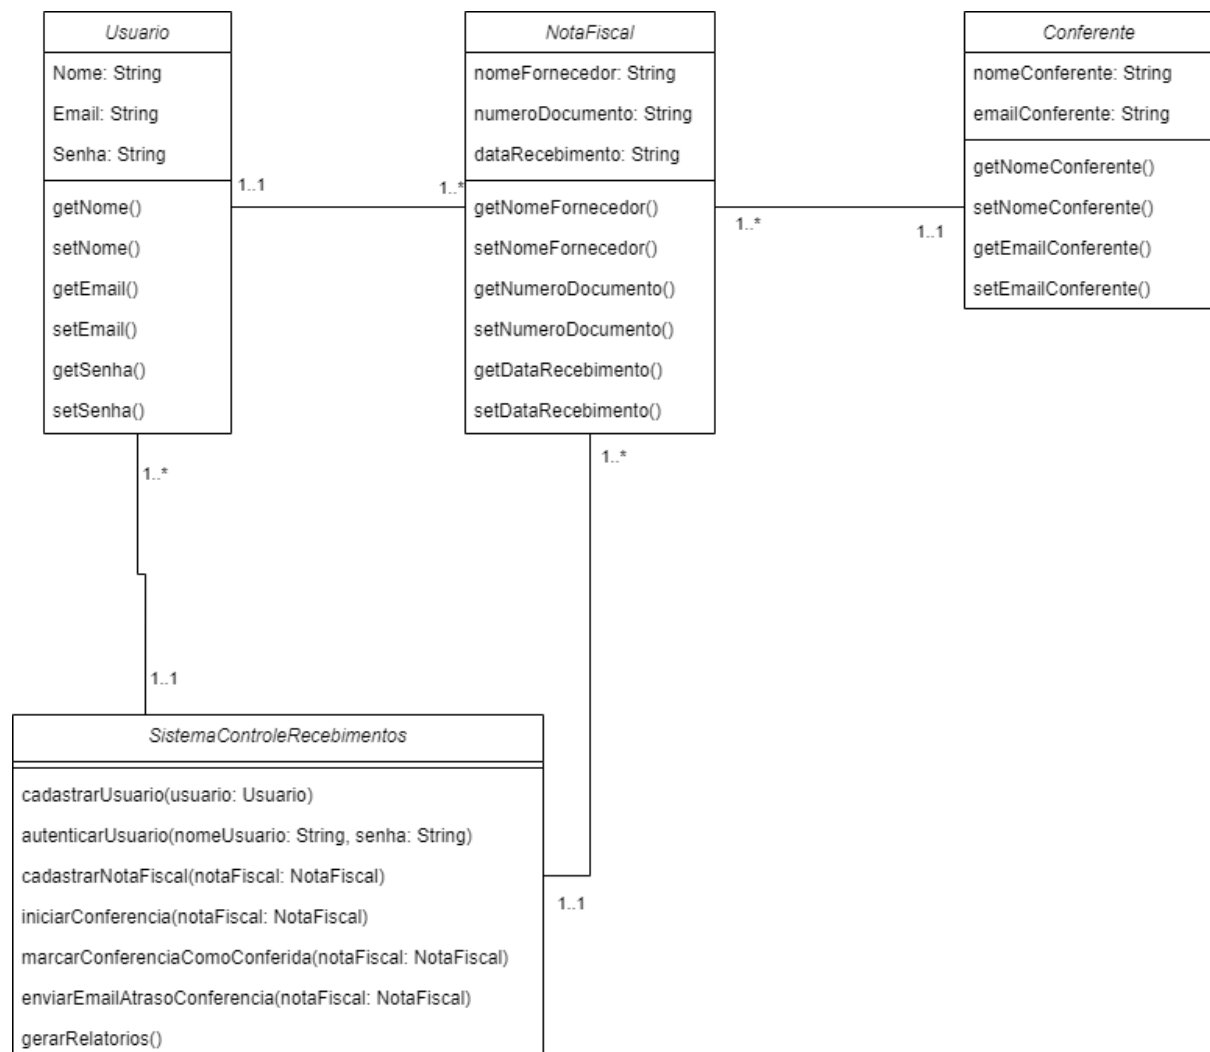 Usuario
Nome: String
Email: String
Senha: String
getNome()
setNome()
getEmail()
setEmail()
getSenha()
setSenha()
1..1
1..*
NotaFiscal
nomeFornecedor: String
numeroDocumento: String
dataRecebimento: String
getNomeFornecedor()
setNomeFornecedor()
getNumeroDocumento()
setNumeroDocumento()
getDataRecebimento()
setDataRecebimento()
1..*
1..1
Conferente
nomeConferente: String
emailConferente: String
getNomeConferente()
setNomeConferente()
getEmailConferente()
setEmailConferente()
1..*
1..*
1..1
SistemaControleRecebimentos
cadastrarUsuario(usuario: Usuario)
autenticarUsuario(nomeUsuario: String, senha: String)
cadastrarNotaFiscal(notaFiscal: NotaFiscal)
iniciarConferencia(notaFiscal: NotaFiscal)
marcarConferenciaComoConferida(notaFiscal: NotaFiscal)
enviarEmailAtrasoConferencia(notaFiscal: NotaFiscal)
gerarRelatorios()
1..1